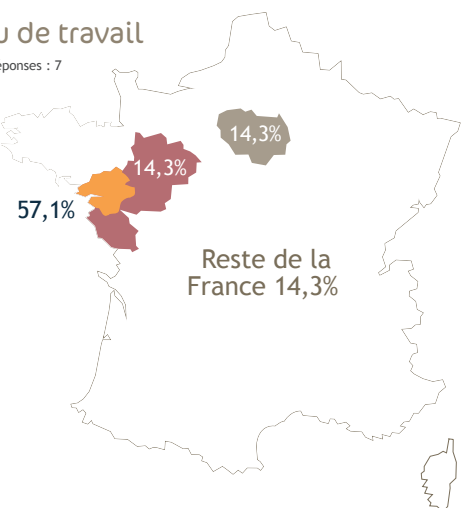 u de travail
éponses : 7
14,3%
14,3%
57,1%
Reste de la
France 14,3%